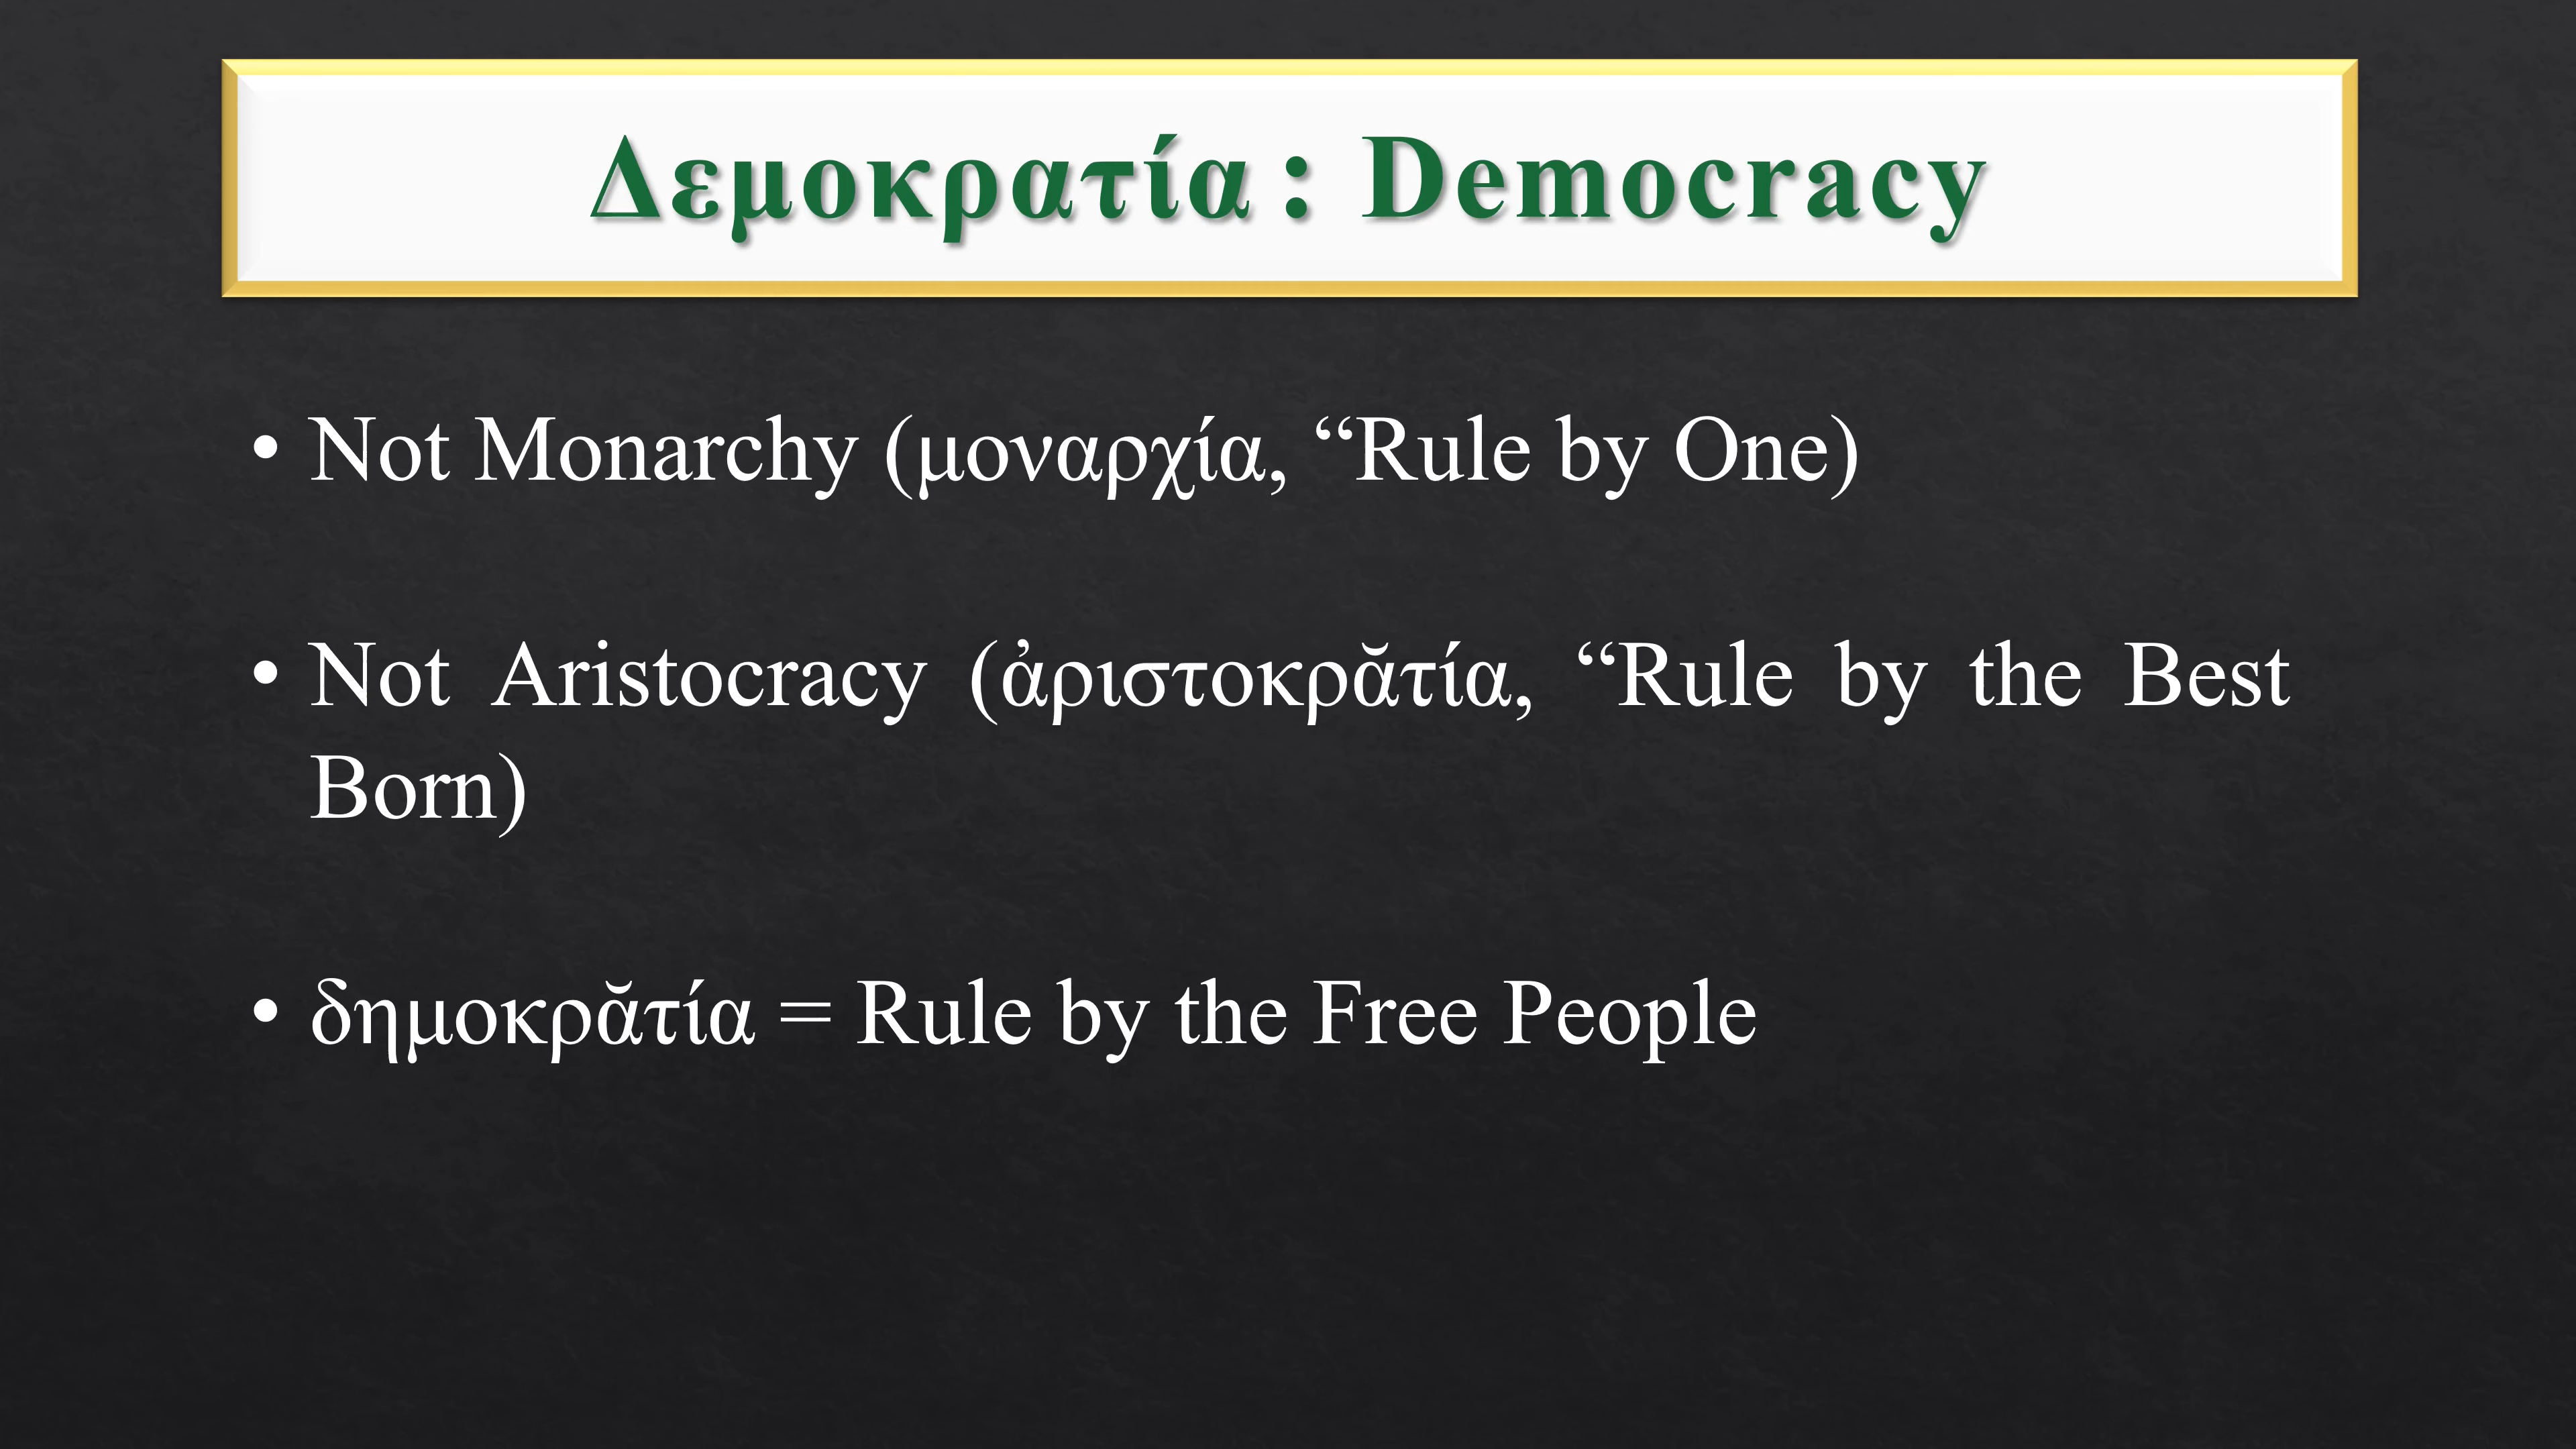 Δεμοκρατία : Democracy
• Not Monarchy (μοναρχία, “Rule by One)
• Not Aristocracy (ἀριστοκρᾰτία, “Rule by the Best
Born)
• δημοκρᾰτία = Rule by the Free People